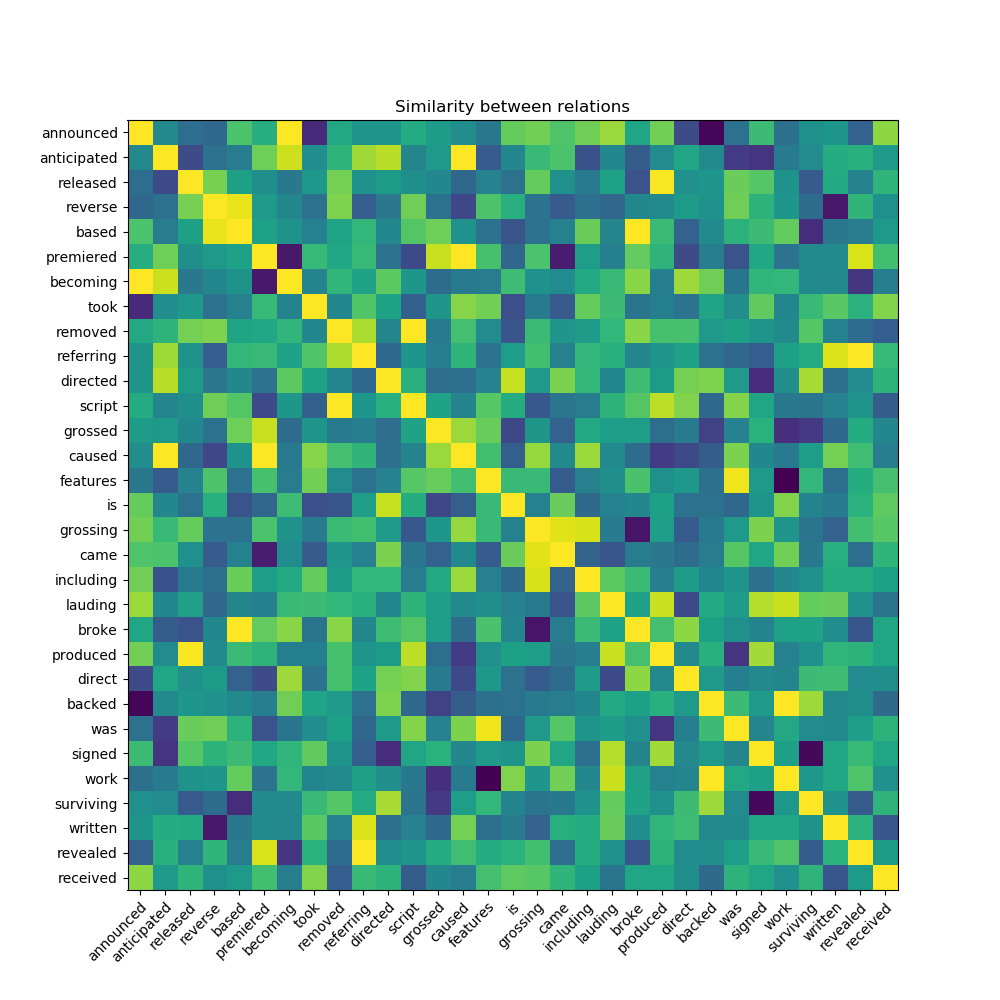 Similarity between relations
announced
anticipated
released
reverse
based
premiered
becoming
took
removed
referring
directed
script
grossed
caused
features
is
grossing
came
including
lauding
broke
produced
direct
backed
was
signed
work
surviving
written
revealed
received
announced
anticipated
released
reverse
based
premiered
becoming
took
removed
referring
directed
script
grossed
caused
features
is
grossing
came
including
lauding
broke
produced
direct
backed
was
signed
work
surviving
written
revealed
received